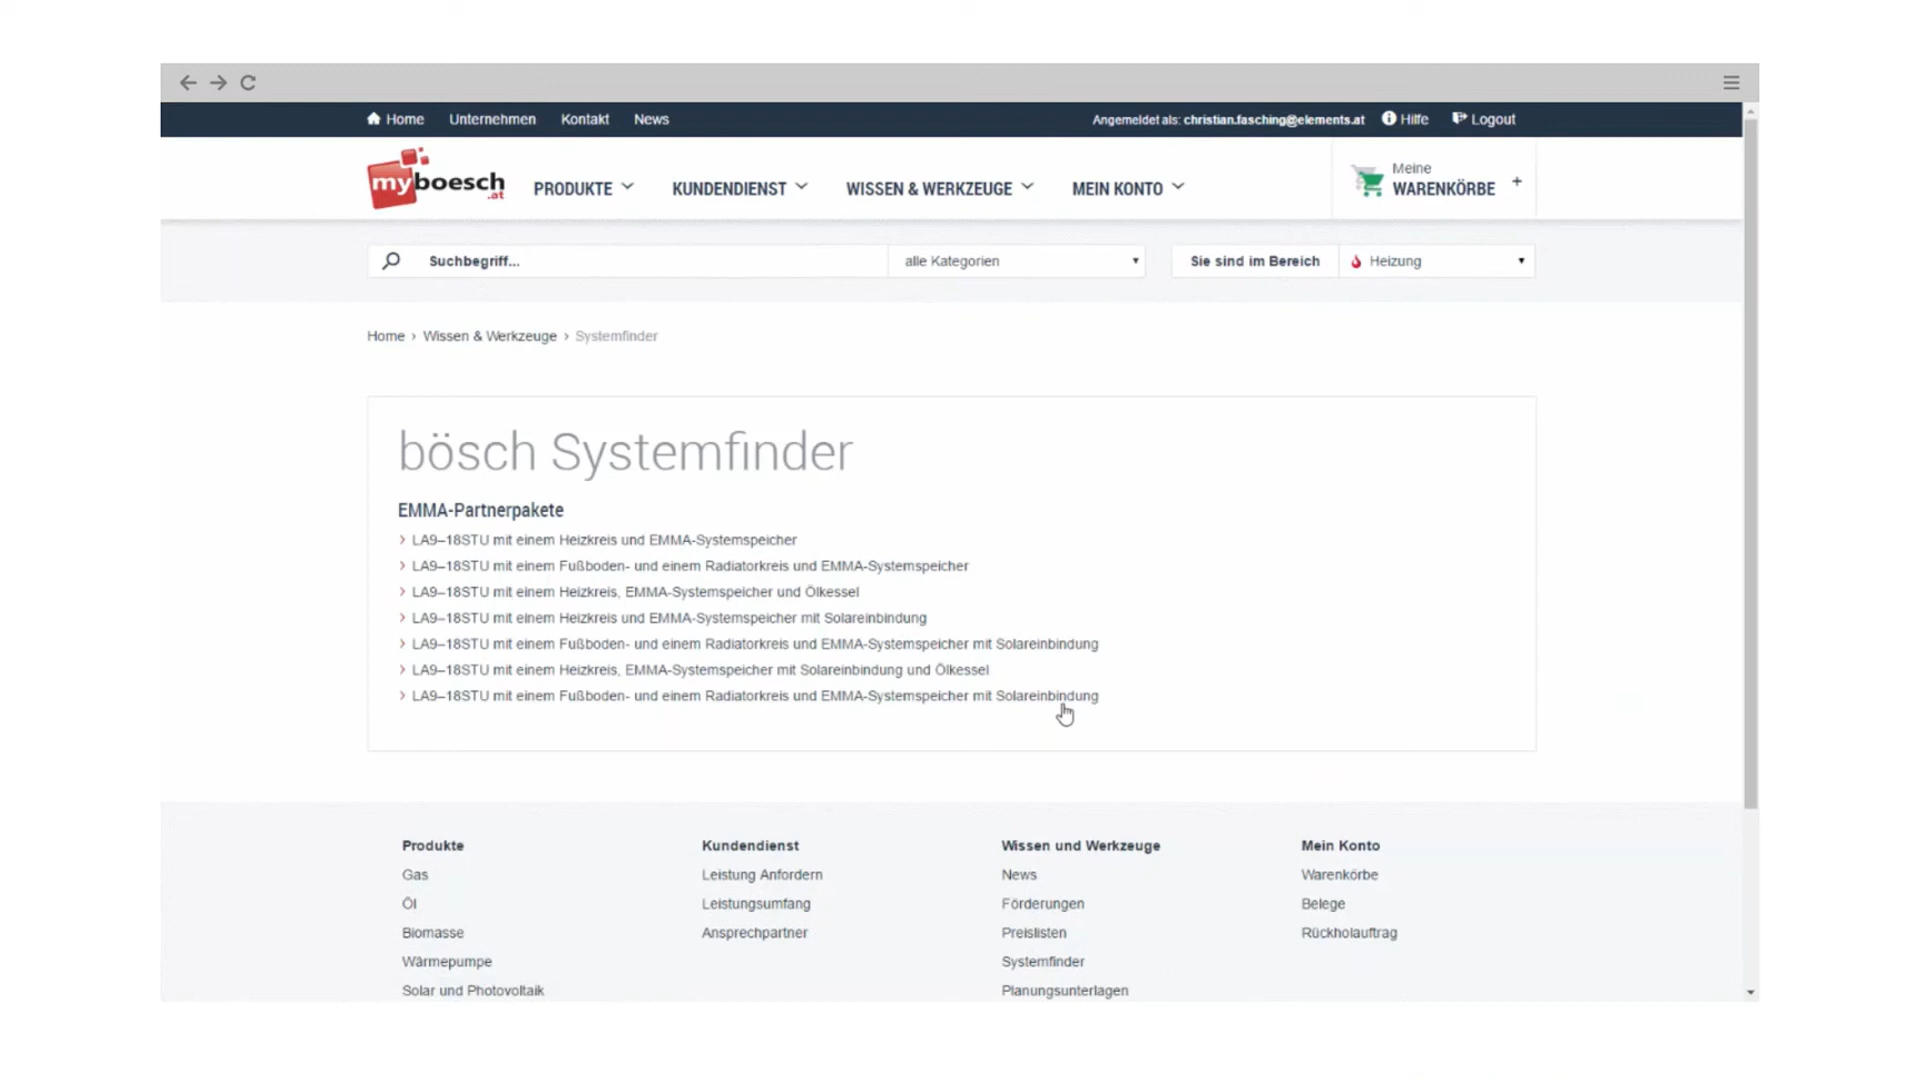 Home Unternehmen Kontakt News Angemeldet als: christian.fasching@elements.at Hilfe Logout
myboesch.at PRODUKTE KUNDENDIENST WISSEN & WERKZEUGE MEIN KONTO Meine WARENKÖRBE +
Suchbegriff... alle Kategorien Sie sind im Bereich Heizung
Home › Wissen & Werkzeuge › Systemfinder
bösch Systemfinder
EMMA-Partnerpakete
› LA9–18STU mit einem Heizkreis und EMMA-Systemspeicher
› LA9–18STU mit einem Fußboden- und einem Radiatorkreis und EMMA-Systemspeicher
› LA9–18STU mit einem Heizkreis, EMMA-Systemspeicher und Ölkessel
› LA9–18STU mit einem Heizkreis und EMMA-Systemspeicher mit Solareinbindung
› LA9–18STU mit einem Fußboden- und einem Radiatorkreis und EMMA-Systemspeicher mit Solareinbindung
› LA9–18STU mit einem Heizkreis, EMMA-Systemspeicher mit Solareinbindung und Ölkessel
› LA9–18STU mit einem Fußboden- und einem Radiatorkreis und EMMA-Systemspeicher mit Solareinbindung
Produkte
Gas
Öl
Biomasse
Wärmepumpe
Solar und Photovoltaik
Kundendienst
Leistung Anfordern
Leistungsumfang
Ansprechpartner
Wissen und Werkzeuge
News
Förderungen
Preislisten
Systemfinder
Planungsunterlagen
Mein Konto
Warenkörbe
Belege
Rückholauftrag